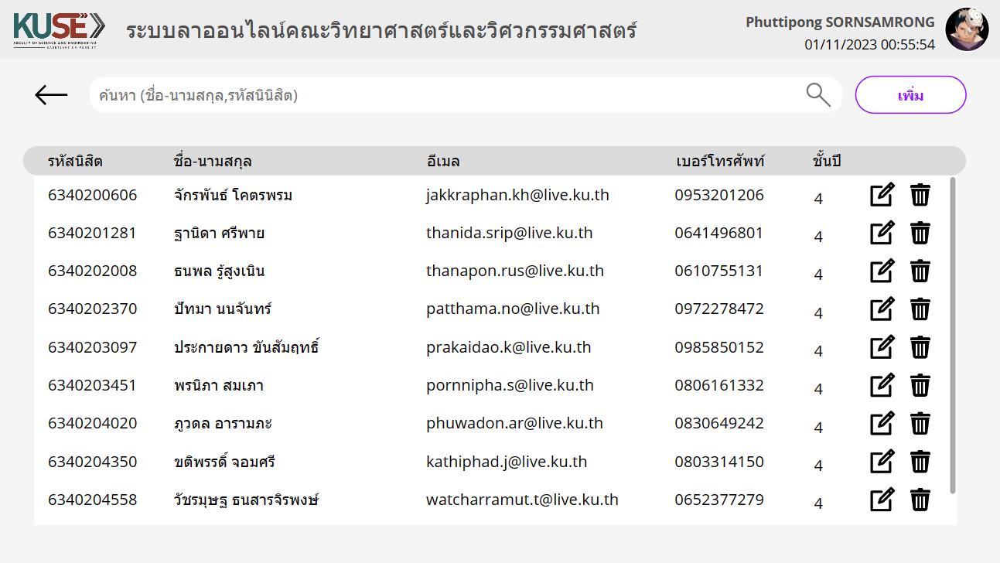 KUSE
FACULTY OF SCIENCE AND ENGINEERING
KASETSART UNIVERSITY
ระบบลาออนไลน์คณะวิทยาศาสตร์และวิศวกรรมศาสตร์
Phuttipong SORNSAMRONG
01/11/2023 00:55:54
ค้นหา (ชื่อ-นามสกุล,รหัสนินิสิต)
เพิ่ม
รหัสนิสิต ชื่อ-นามสกุล อีเมล เบอร์โทรศัพท์ ชั้นปี
6340200606 จักรพันธ์ โคตรพรม jakkraphan.kh@live.ku.th 0953201206 4
6340201281 ฐานิดา ศรีพาย thanida.srip@live.ku.th 0641496801 4
6340202008 ธนพล รู้สูงเนิน thanapon.rus@live.ku.th 0610755131 4
6340202370 ปัทมา นนจันทร์ patthama.no@live.ku.th 0972278472 4
6340203097 ประกายดาว ขันสัมฤทธิ์ prakaidao.k@live.ku.th 0985850152 4
6340203451 พรนิภา สมเภา pornnipha.s@live.ku.th 0806161332 4
6340204020 ภูวดล อารามภะ phuwadon.ar@live.ku.th 0830649242 4
6340204350 ขติพรรดิ์ จอมศรี kathiphad.j@live.ku.th 0803314150 4
6340204558 วัชรมุษฐ ธนสารจิรพงษ์ watcharramut.t@live.ku.th 0652377279 4